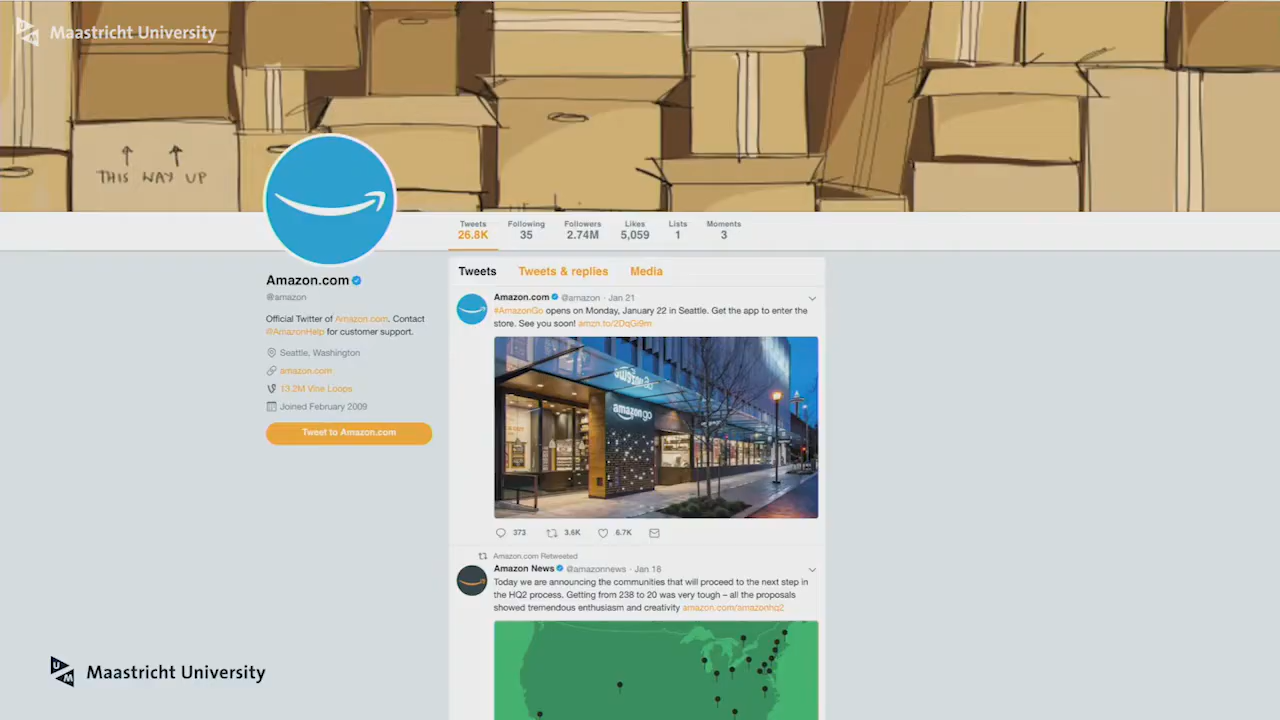 Maastricht University
THIS WAY UP
Tweets Following Followers Likes Lists Moments
26.8K 35 2.74M 5,059 1 3
Amazon.com
@amazon
Official Twitter of Amazon.com. Contact
@AmazonHelp for customer support.
Seattle, Washington
amazon.com
13.2M Vine Loops
Joined February 2009
Tweet to Amazon.com
Tweets Tweets & replies Media
Amazon.com @amazon · Jan 21
#AmazonGo opens on Monday, January 22 in Seattle. Get the app to enter the
store. See you soon! amzn.to/2DqGi9m
amazon go
amazon go
373 3.6K 6.7K
Amazon.com Retweeted
Amazon News @amazonnews · Jan 18
Today we are announcing the communities that will proceed to the next step in
the HQ2 process. Getting from 238 to 20 was very tough – all the proposals
showed tremendous enthusiasm and creativity amazon.com/amazonhq2
UM Maastricht University